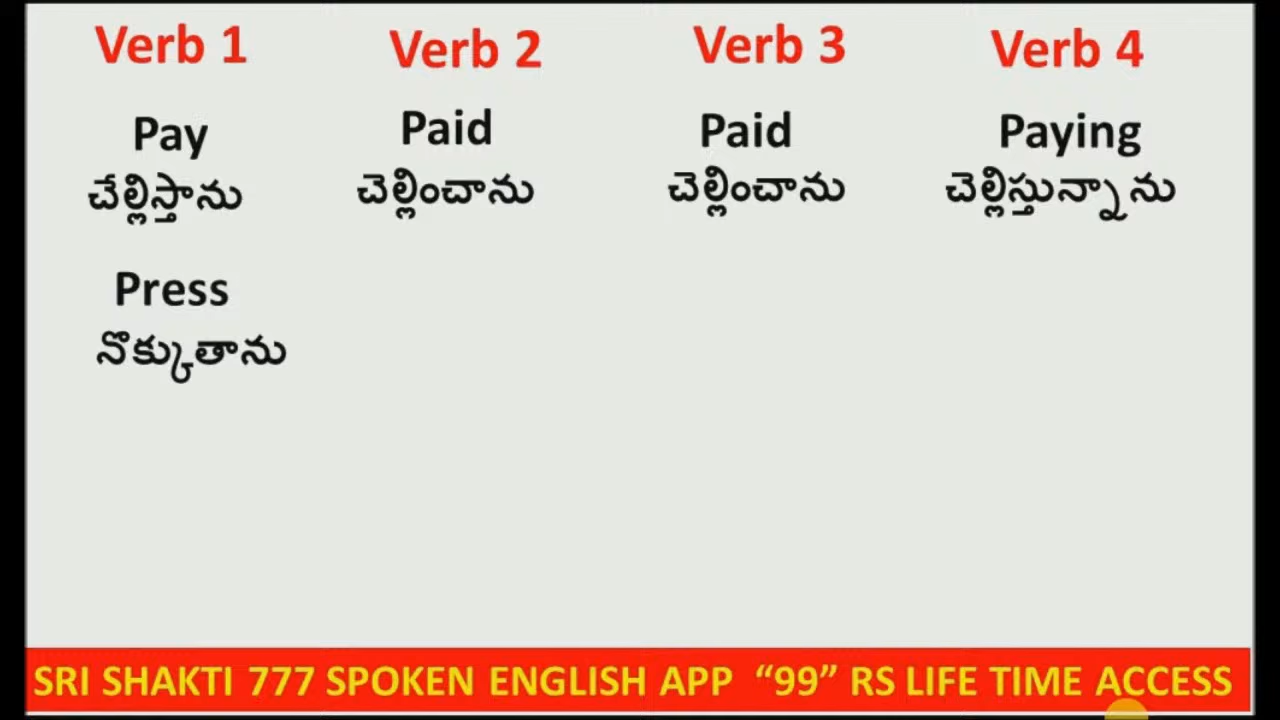 Verb 1 Verb 2 Verb 3 Verb 4
Pay Paid Paid Paying
చేల్లిస్తాను చెల్లించాను చెల్లించాను చెల్లిస్తున్నాను
Press
నొక్కుతాను
SRI SHAKTI 777 SPOKEN ENGLISH APP “99” RS LIFE TIME ACCESS